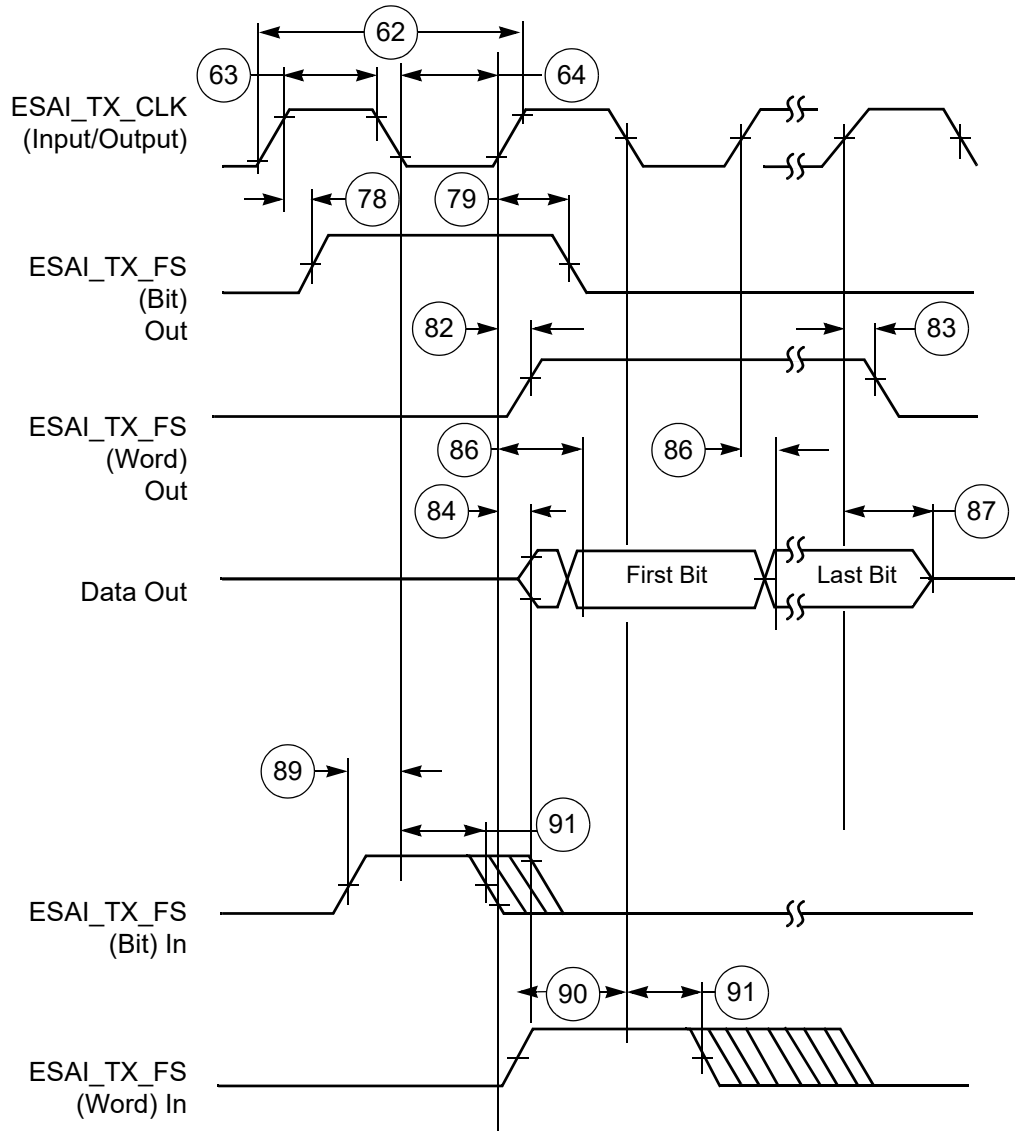 62
63
64
ESAI_TX_CLK
(Input/Output)
78
79
ESAI_TX_FS
(Bit)
Out
82
83
ESAI_TX_FS
(Word)
Out
86
86
84
87
Data Out
First Bit
Last Bit
89
91
ESAI_TX_FS
(Bit) In
90
91
ESAI_TX_FS
(Word) In